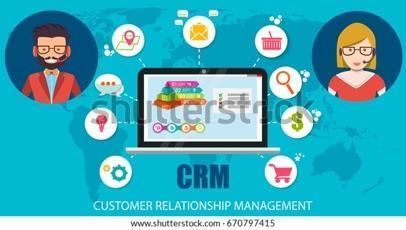 shutterstock
CRM
CUSTOMER RELATIONSHIP MANAGEMENT
www.shutterstock.com · 670797415